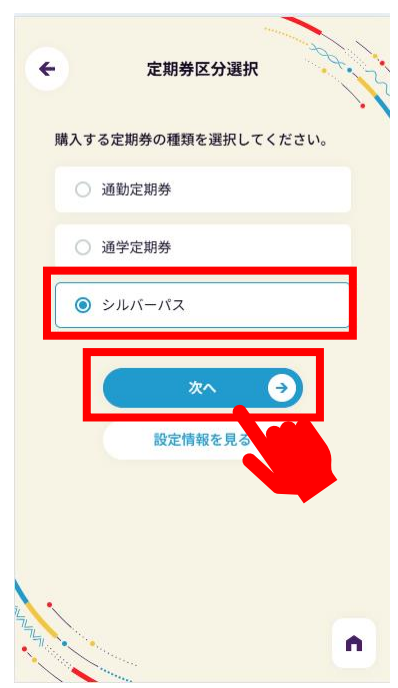 定期券区分選択
購入する定期券の種類を選択してください。
通勤定期券
通学定期券
シルバーパス
次へ
設定情報を見る